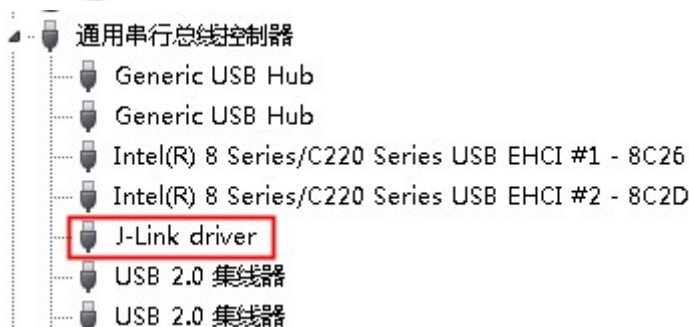 通用串行总线控制器
Generic USB Hub
Generic USB Hub
Intel(R) 8 Series/C220 Series USB EHCI #1 - 8C26
Intel(R) 8 Series/C220 Series USB EHCI #2 - 8C2D
J-Link driver
USB 2.0 集线器
USB 2.0 集线器